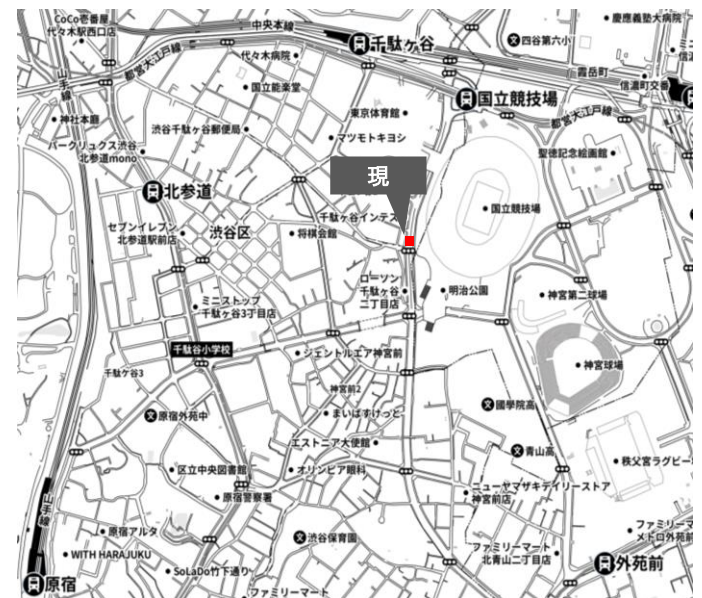 CoCo壱番屋
代々木駅西口店
中央本線
千駄ヶ谷
四谷第六小
慶應義塾大病院
代々木病院
都営大江戸線
霞岳町
信濃町交番
山手線
国立能楽堂
国立競技場
神社本庁
東京体育館
都営大江戸線
渋谷千駄ヶ谷郵便局
マツモトキヨシ
パークリュクス渋谷
北参道mono
聖徳記念絵画館
現
北参道
千駄ヶ谷インテス
国立競技場
セブンイレブン
北参道駅前店
渋谷区
将棋会館
ローソン
千駄ヶ谷
二丁目店
明治公園
神宮第二球場
ミニストップ
千駄ヶ谷3丁目店
千駄谷小学校
ジェントルエア神宮前
神宮球場
千駄ケ谷3
神宮前2
原宿外苑中
まいばすけっと
國學院高
エストニア大使館
青山高
区立中央図書館
オリンピア眼科
秩父宮ラグビー
ニューヤマザキデイリーストア
神宮前店
原宿警察署
山手線
原宿アルタ
渋谷保育園
ファミリーマ
メトロ外苑前
WITH HARAJUKU
ファミリーマート
北青山二丁目店
外苑前
SoLaDo竹下通り
原宿
ファミリーマート